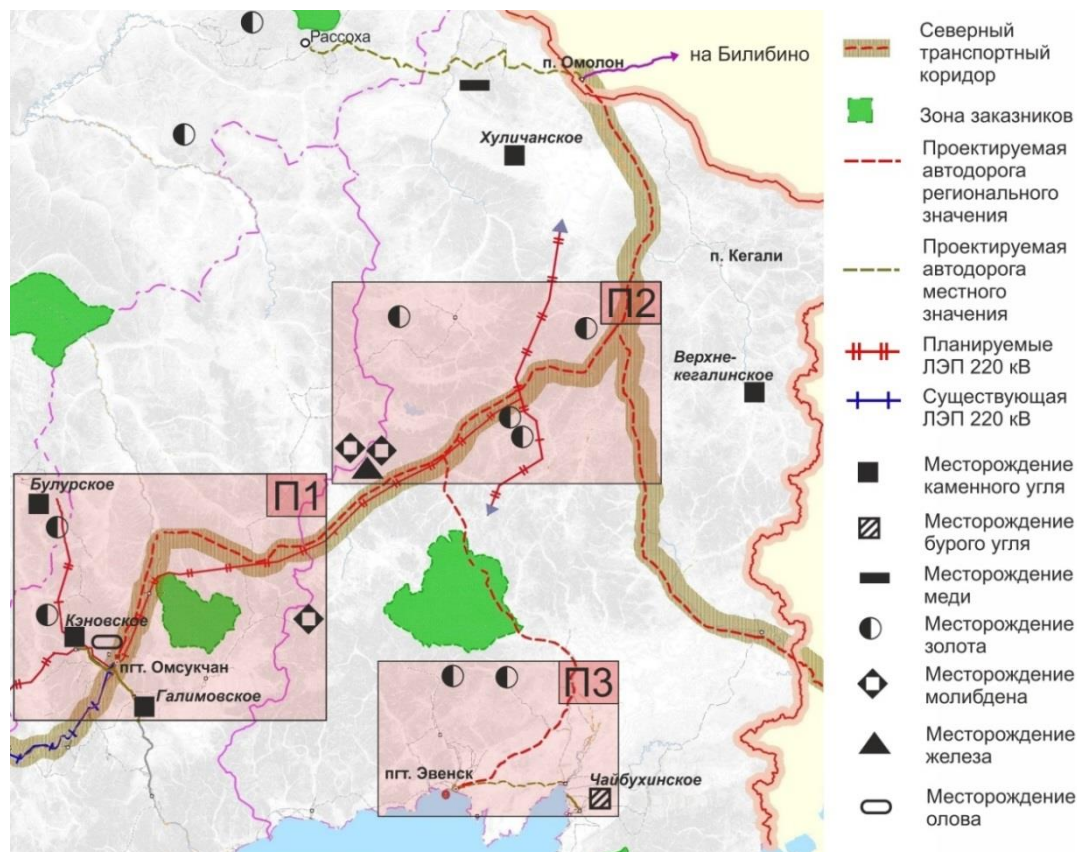 Рассоха
п. Омолон
на Билибино
Хуличанское
п. Кегали
П2
Верхне-
кегалинское
Булурское
П1
Кэновское
пгт. Омсукчан
Галимовское
П3
пгт. Эвенск
Чайбухинское
Северный
транспортный
коридор
Зона заказников
Проектируемая
автодорога
регионального
значения
Проектируемая
автодорога
местного
значения
Планируемые
ЛЭП 220 кВ
Существующая
ЛЭП 220 кВ
Месторождение
каменного угля
Месторождение
бурого угля
Месторождение
меди
Месторождение
золота
Месторождение
молибдена
Месторождение
железа
Месторождение
олова